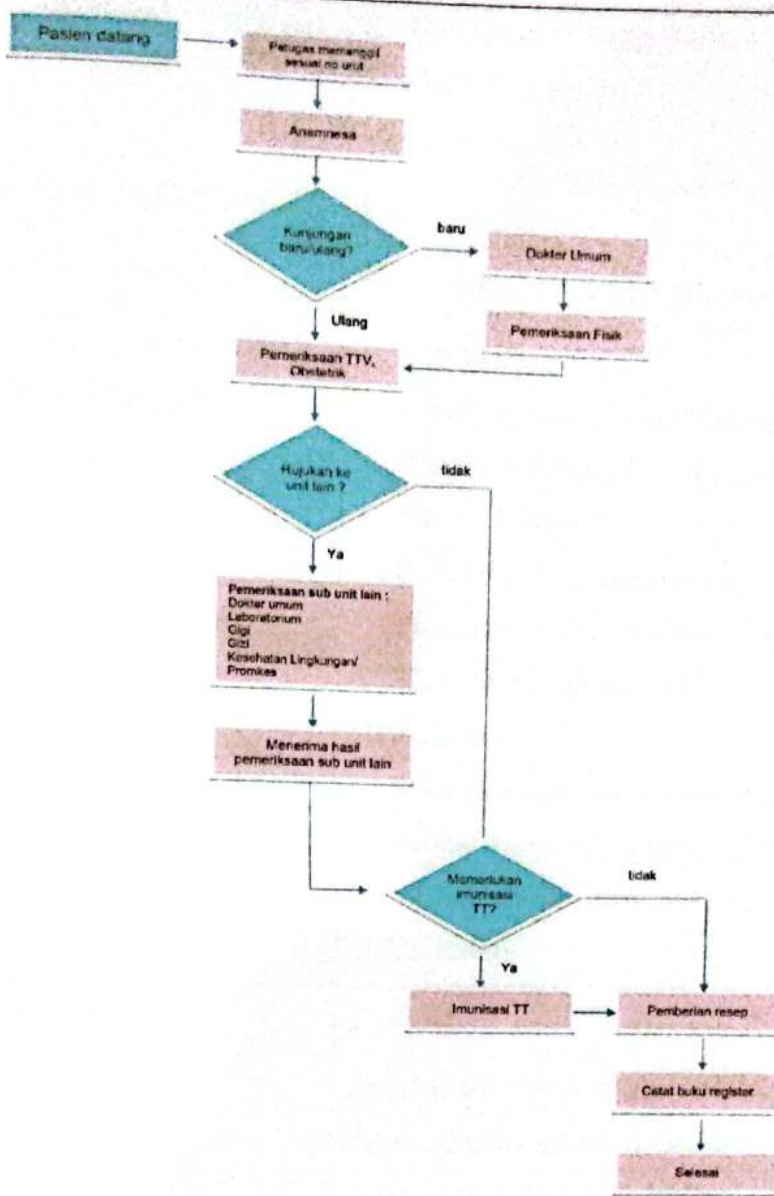 Pasien datang
Petugas memanggil
sesuai no urut
Anamnesa
Kunjungan
baru/ulang?
baru
Dokter Umum
Pemeriksaan Fisik
Ulang
Pemeriksaan TTV,
Obstetrik
Rujukan ke
unit lain ?
tidak
Ya
Pemeriksaan sub unit lain :
Dokter umum
Laboratorium
Gigi
Gizi
Kesehatan Lingkungan/
Promkes
Menerima hasil
pemeriksaan sub unit lain
Memerlukan
imunisasi
TT?
tidak
Ya
Imunisasi TT
Pemberian resep
Catat buku register
Selesai